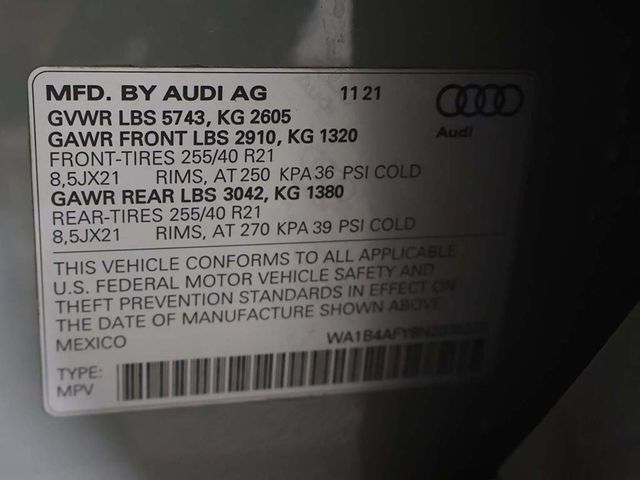 MFD. BY AUDI AG 11 21
GVWR LBS 5743, KG 2605
GAWR FRONT LBS 2910, KG 1320
FRONT-TIRES 255/40 R21
8,5JX21 RIMS, AT 250 KPA 36 PSI COLD
GAWR REAR LBS 3042, KG 1380
REAR-TIRES 255/40 R21
8,5JX21 RIMS, AT 270 KPA 39 PSI COLD
Audi
THIS VEHICLE CONFORMS TO ALL APPLICABLE
U.S. FEDERAL MOTOR VEHICLE SAFETY AND
THEFT PREVENTION STANDARDS IN EFFECT ON
THE DATE OF MANUFACTURE SHOWN ABOVE
MEXICO
TYPE:
MPV